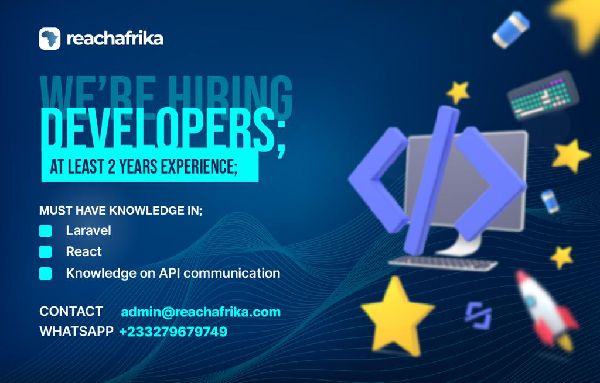 reachafrika
WE'RE HIRING
DEVELOPERS;
AT LEAST 2 YEARS EXPERIENCE;
MUST HAVE KNOWLEDGE IN;
Laravel
React
Knowledge on API communication
CONTACT admin@reachafrika.com
WHATSAPP +233279679749